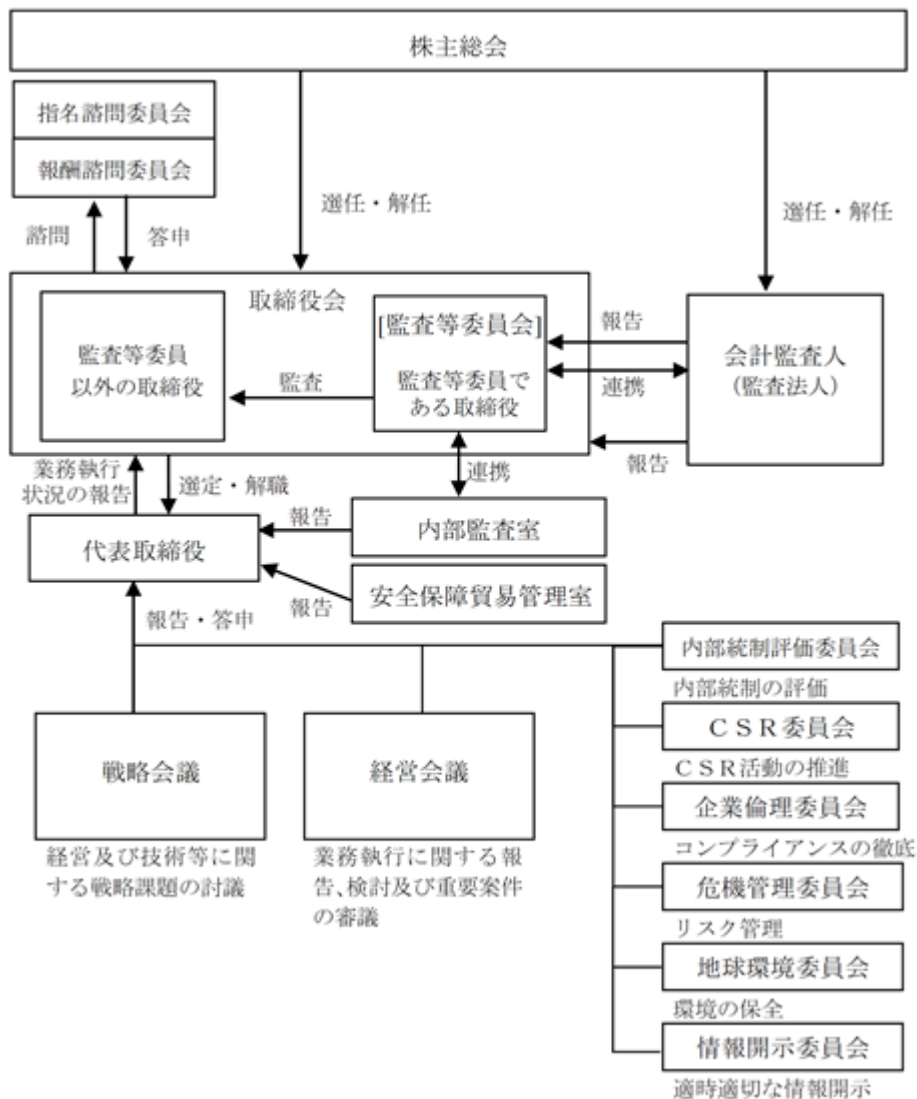 株主総会
指名諮問委員会
報酬諮問委員会
選任・解任
選任・解任
諮問
答申
取締役会
監査等委員
以外の取締役
監査
[監査等委員会]
監査等委員で
ある取締役
報告
連携
報告
会計監査人
（監査法人）
業務執行
状況の報告
選定・解職
連携
代表取締役
報告
内部監査室
報告
安全保障貿易管理室
報告・答申
戦略会議
経営及び技術等に関
する戦略課題の討議
経営会議
業務執行に関する報
告、検討及び重要案件
の審議
内部統制評価委員会
内部統制の評価
ＣＳＲ委員会
ＣＳＲ活動の推進
企業倫理委員会
コンプライアンスの徹底
危機管理委員会
リスク管理
地球環境委員会
環境の保全
情報開示委員会
適時適切な情報開示